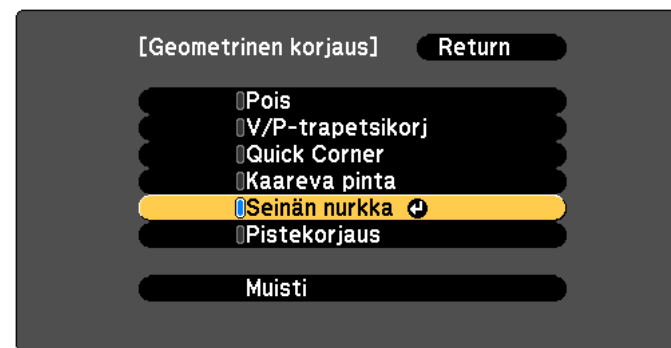 [Geometrinen korjaus] Return
Pois
V/P-trapetsikorj
Quick Corner
Kaareva pinta
Seinän nurkka
Pistekorjaus
Muisti